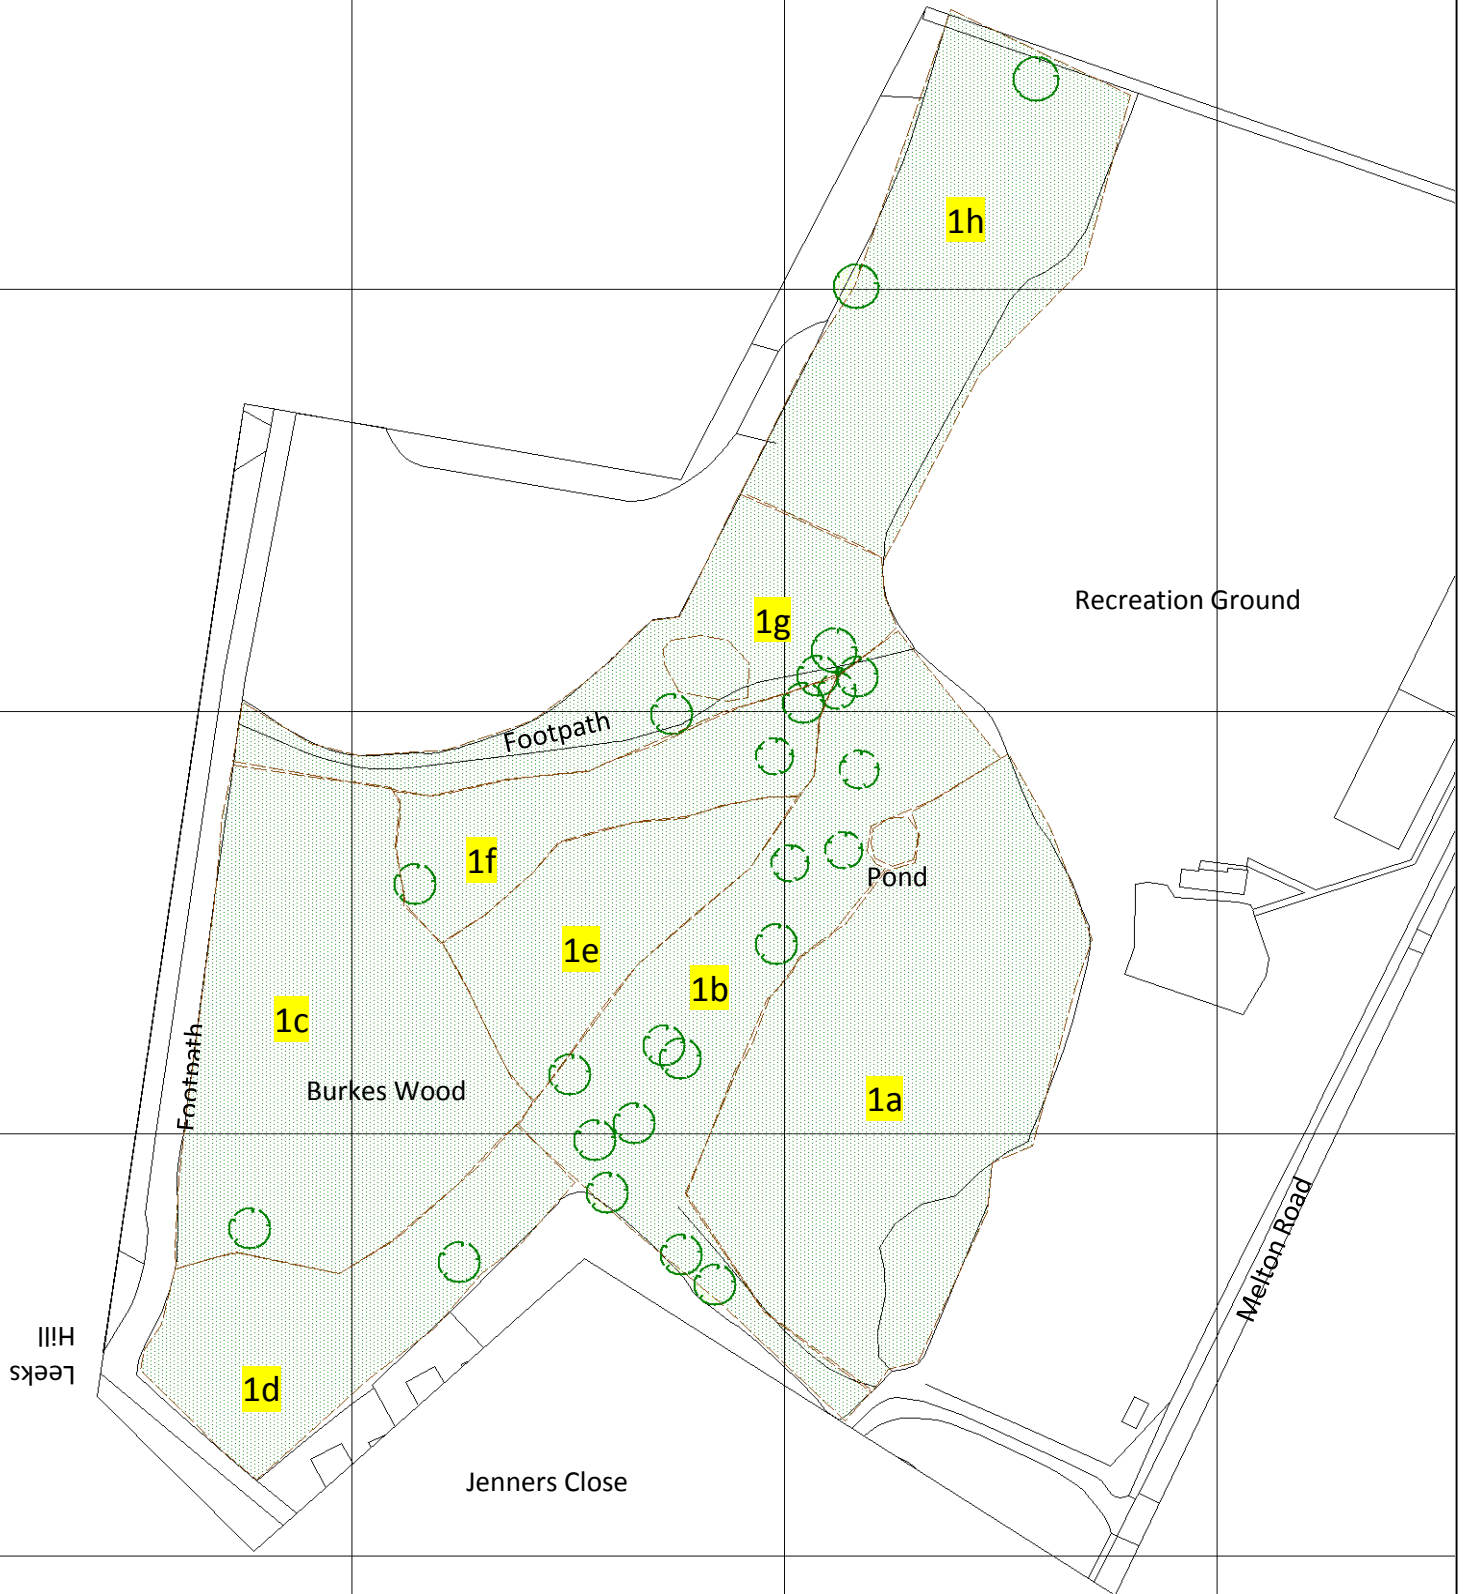 1h
Recreation Ground
1g
Footpath
1f
Pond
1e
1b
1c
Footpath
Burkes Wood
1a
Melton Road
Leeks
Hill
1d
Jenners Close